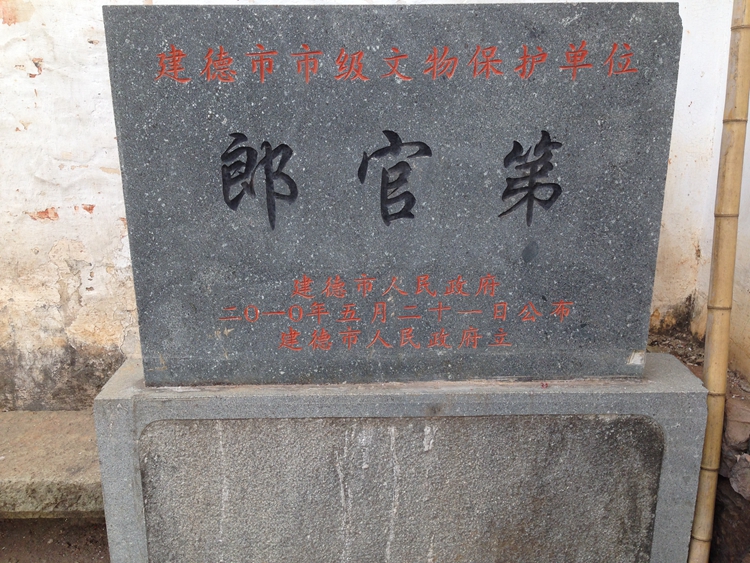 建德市市级文物保护单位
郎官第
建德市人民政府
二〇一〇年五月二十一日公布
建德市人民政府立